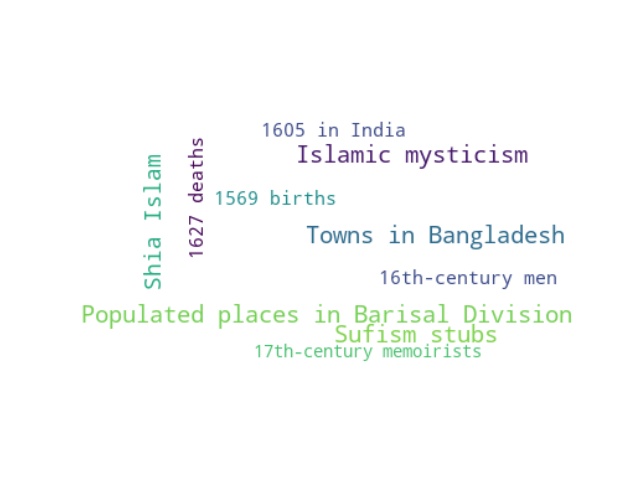 1605 in India
Islamic mysticism
Shia Islam
1627 deaths
1569 births
Towns in Bangladesh
16th-century men
Populated places in Barisal Division
Sufism stubs
17th-century memoirists